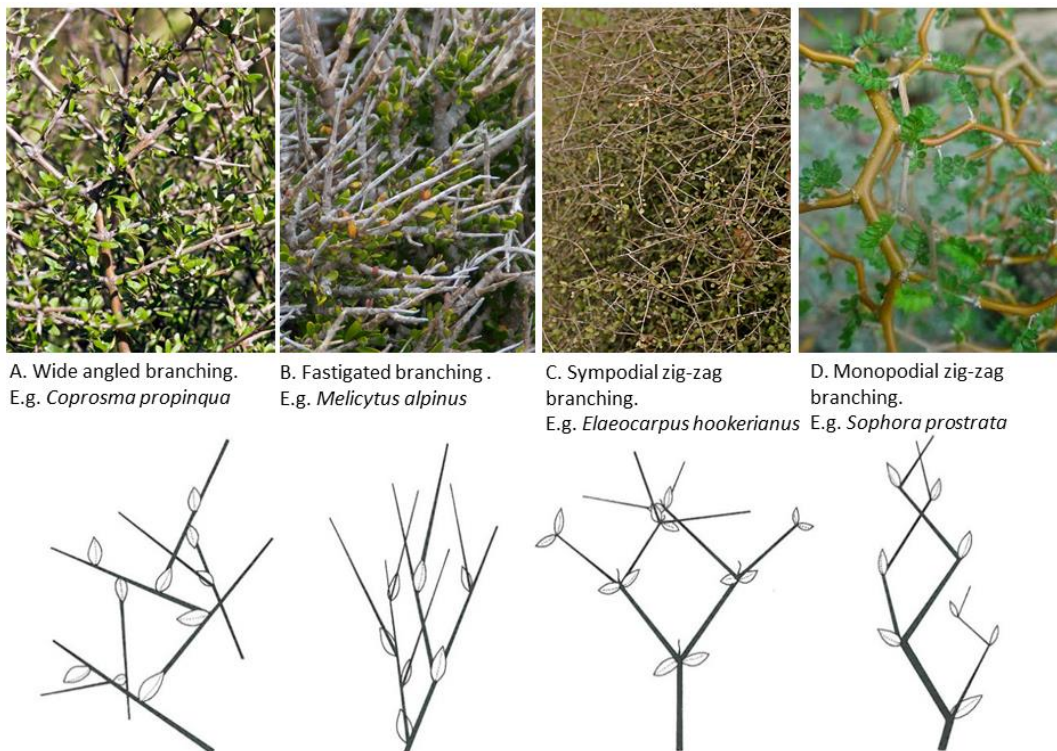 A. Wide angled branching.
E.g. Coprosma propinqua
B. Fastigated branching .
E.g. Melicytus alpinus
C. Sympodial zig-zag
branching.
E.g. Elaeocarpus hookerianus
D. Monopodial zig-zag
branching.
E.g. Sophora prostrata